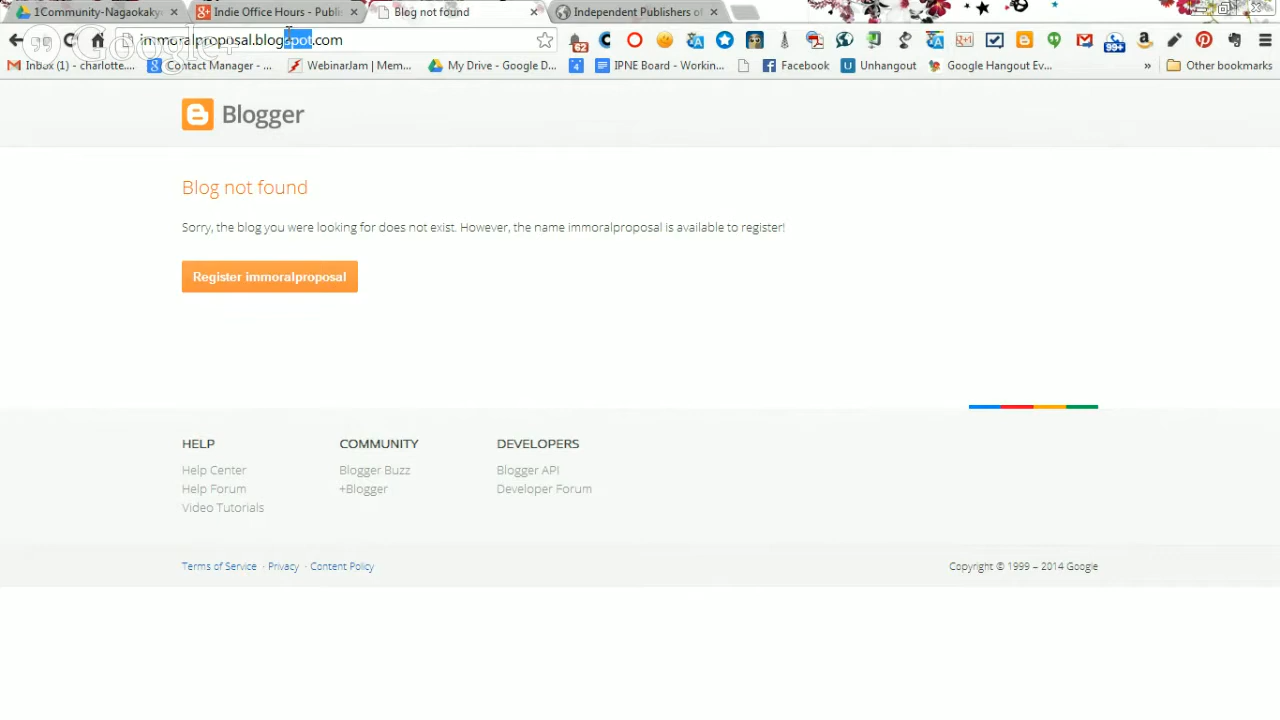 1Community-Nagaokaky
Indie Office Hours - Publi
Blog not found
Independent Publishers of
immoralproposal.blogspot.com
Google+
62
99+
Inbox (1) - charlotte....
Contact Manager - ...
WebinarJam | Mem...
My Drive - Google D...
4
IPNE Board - Workin...
Facebook
Unhangout
Google Hangout Ev...
»
Other bookmarks
Blogger
Blog not found
Sorry, the blog you were looking for does not exist. However, the name immoralproposal is available to register!
Register immoralproposal
HELP
COMMUNITY
DEVELOPERS
Help Center
Blogger Buzz
Blogger API
Help Forum
+Blogger
Developer Forum
Video Tutorials
Terms of Service · Privacy · Content Policy
Copyright © 1999 – 2014 Google